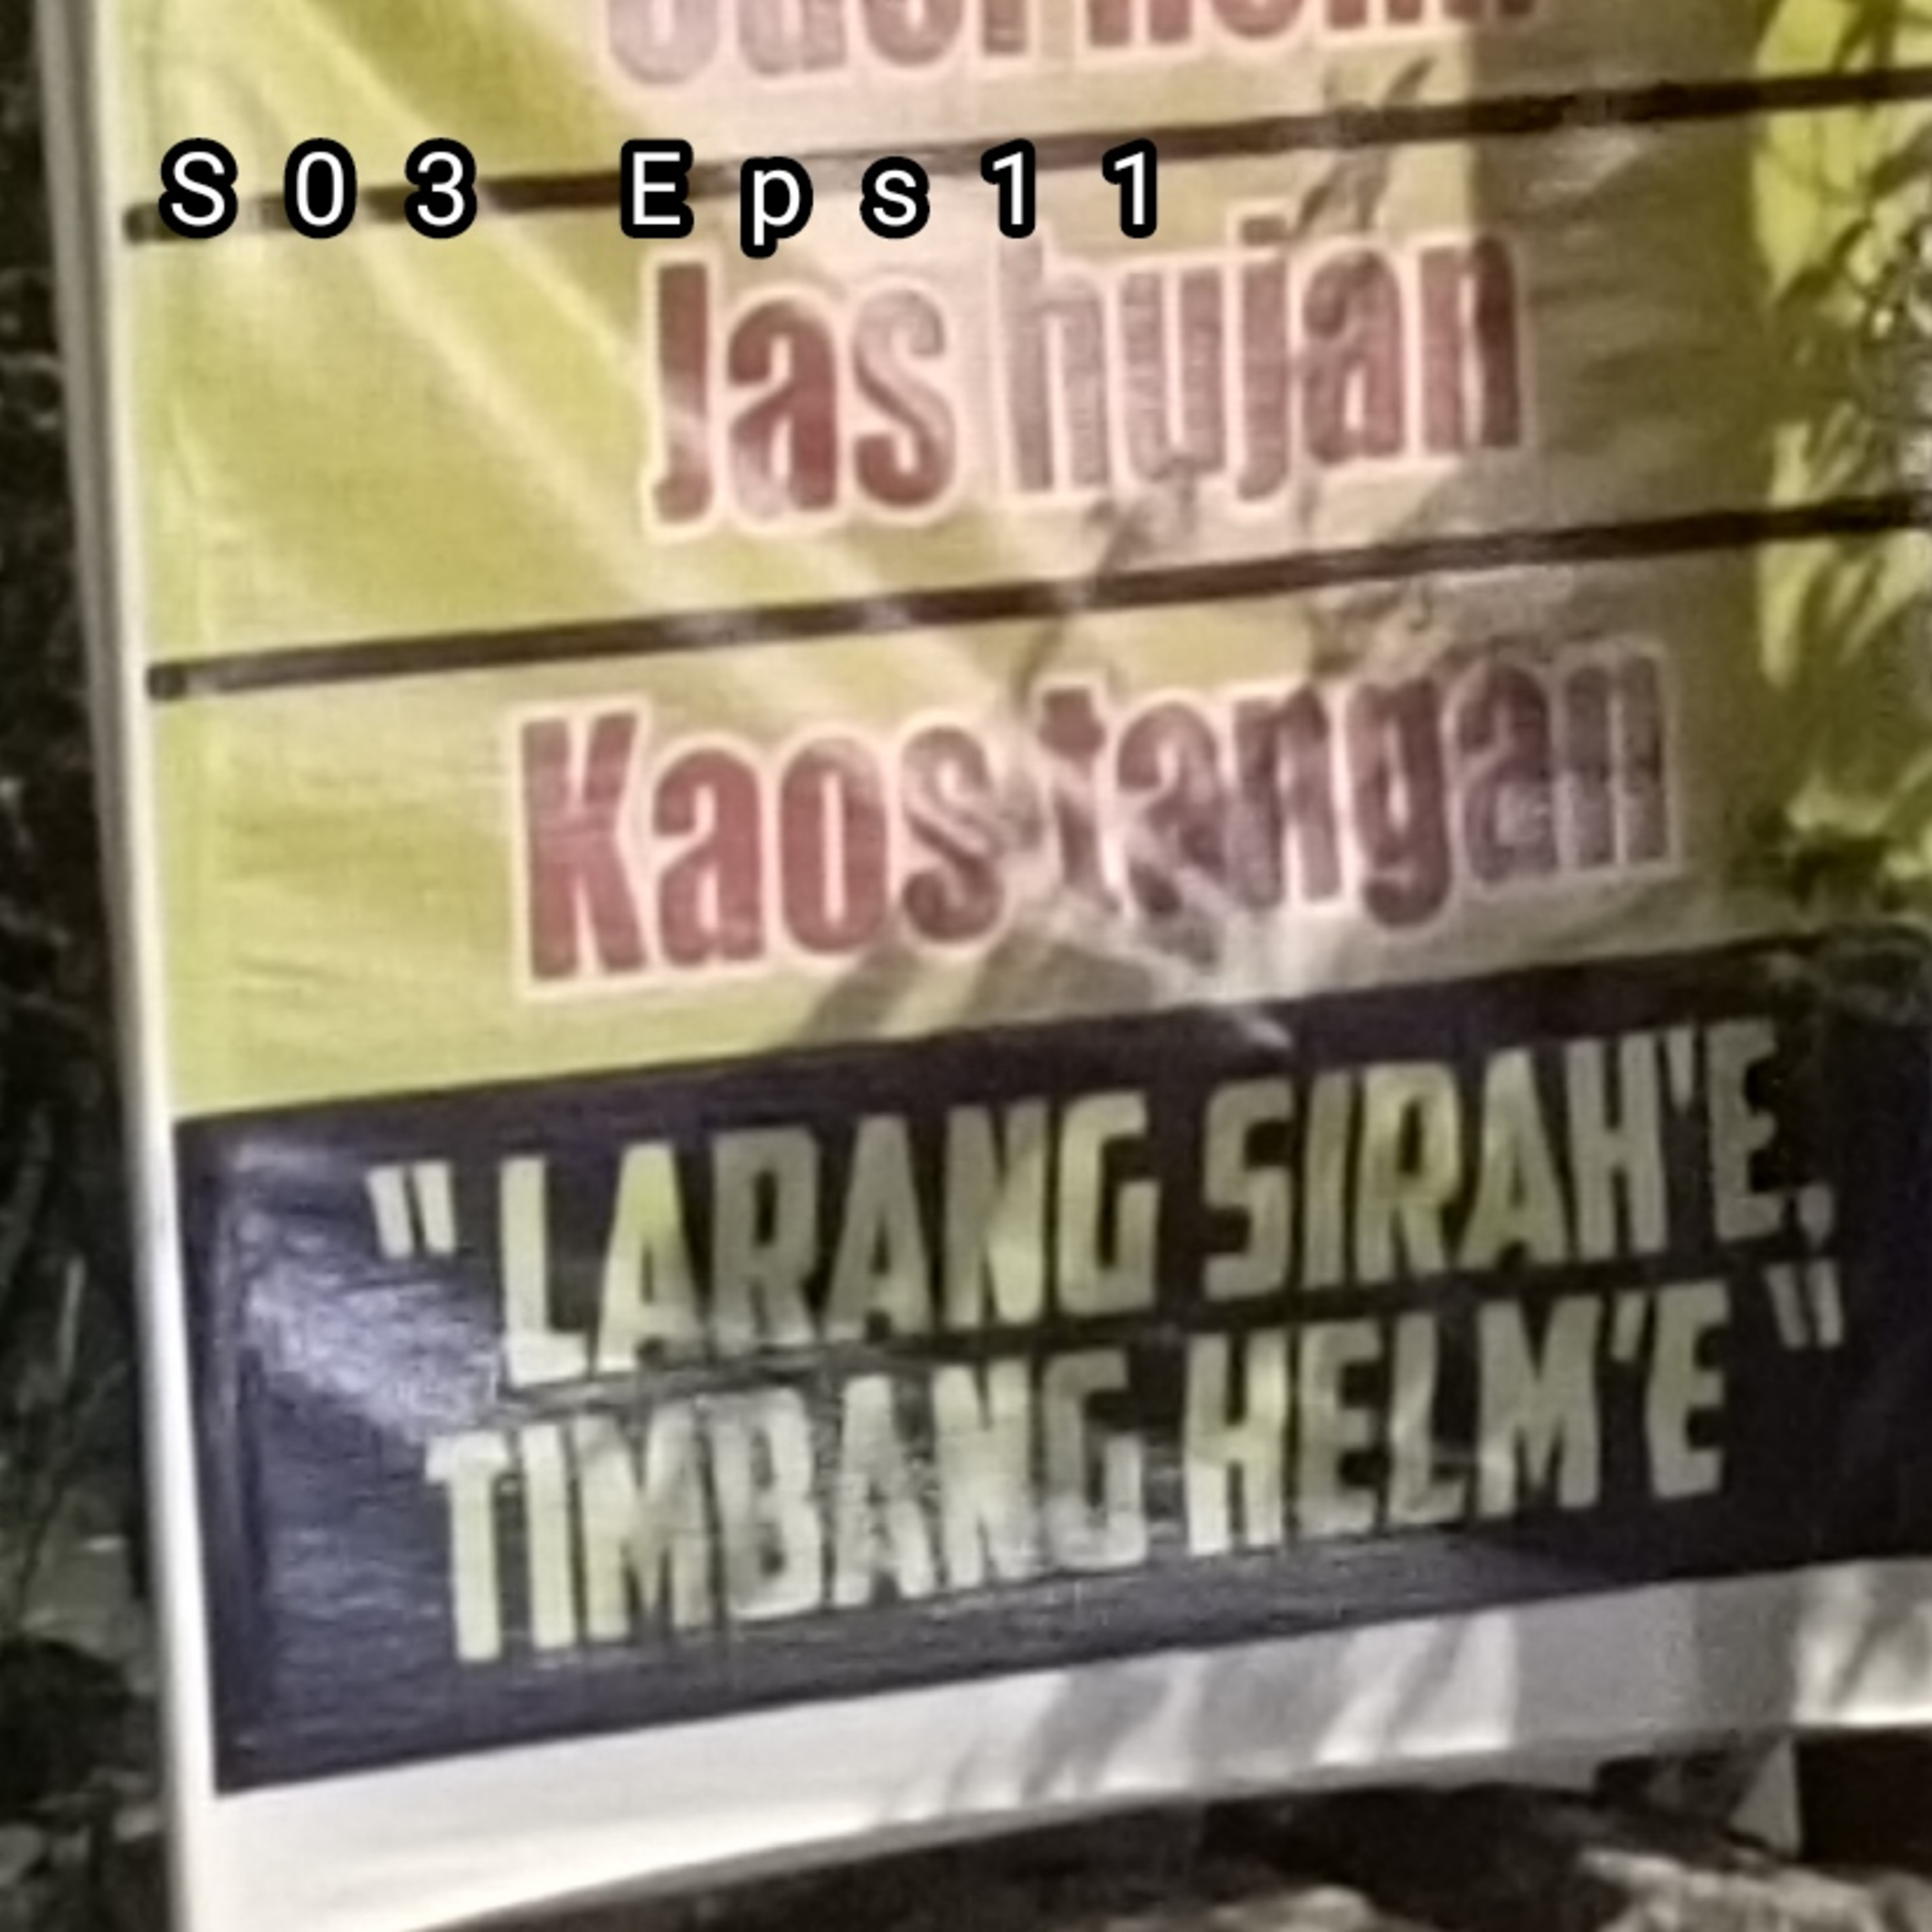 S03 Eps11
Jas hujan
Kaos tangan
"LARANG SIRAH'E,
TIMBANG HELM'E"